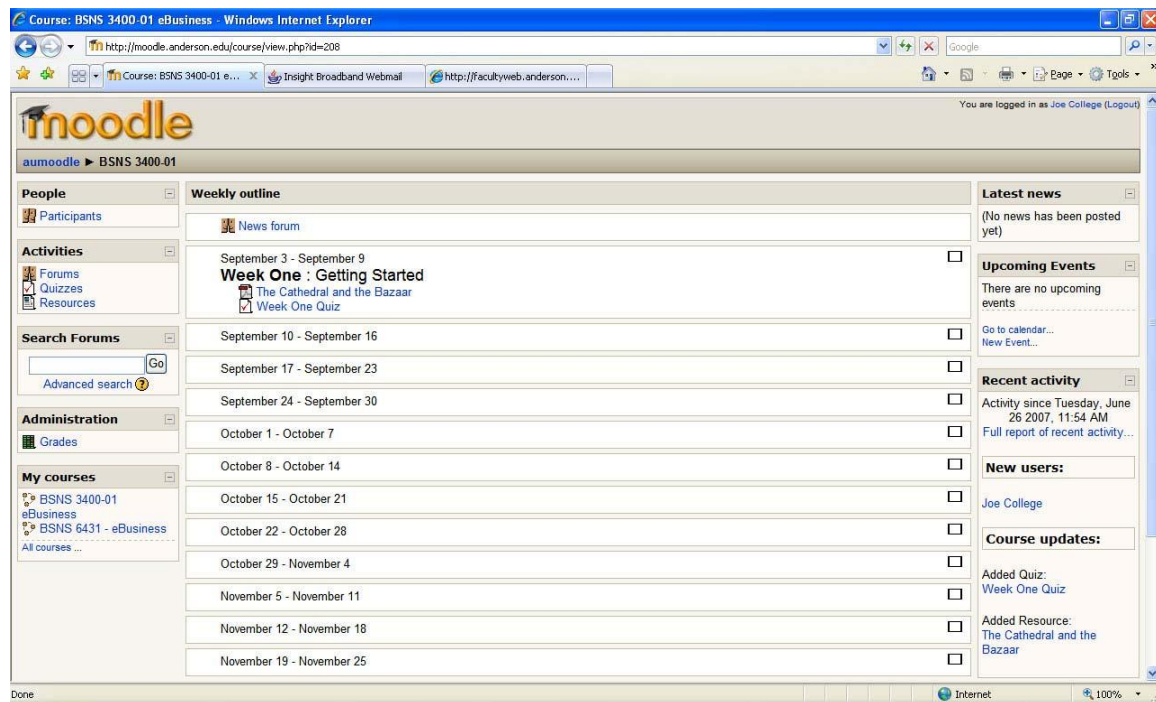 Course: BSNS 3400-01 eBusiness - Windows Internet Explorer
http://moodle.anderson.edu/course/view.php?id=208
Google
Course: BSNS 3400-01 e...
Insight Broadband Webmail
http://facultyweb.anderson....
Page
Tools
moodle
You are logged in as Joe College (Logout)
aumoodle ► BSNS 3400-01
People
Participants
Activities
Forums
Quizzes
Resources
Search Forums
Go
Advanced search ?
Administration
Grades
My courses
BSNS 3400-01
eBusiness
BSNS 6431 - eBusiness
All courses ...
Weekly outline
News forum
September 3 - September 9
Week One : Getting Started
The Cathedral and the Bazaar
Week One Quiz
September 10 - September 16
September 17 - September 23
September 24 - September 30
October 1 - October 7
October 8 - October 14
October 15 - October 21
October 22 - October 28
October 29 - November 4
November 5 - November 11
November 12 - November 18
November 19 - November 25
Latest news
(No news has been posted
yet)
Upcoming Events
There are no upcoming
events
Go to calendar...
New Event...
Recent activity
Activity since Tuesday, June
26 2007, 11:54 AM
Full report of recent activity...
New users:
Joe College
Course updates:
Added Quiz:
Week One Quiz
Added Resource:
The Cathedral and the
Bazaar
Done
Internet
100%